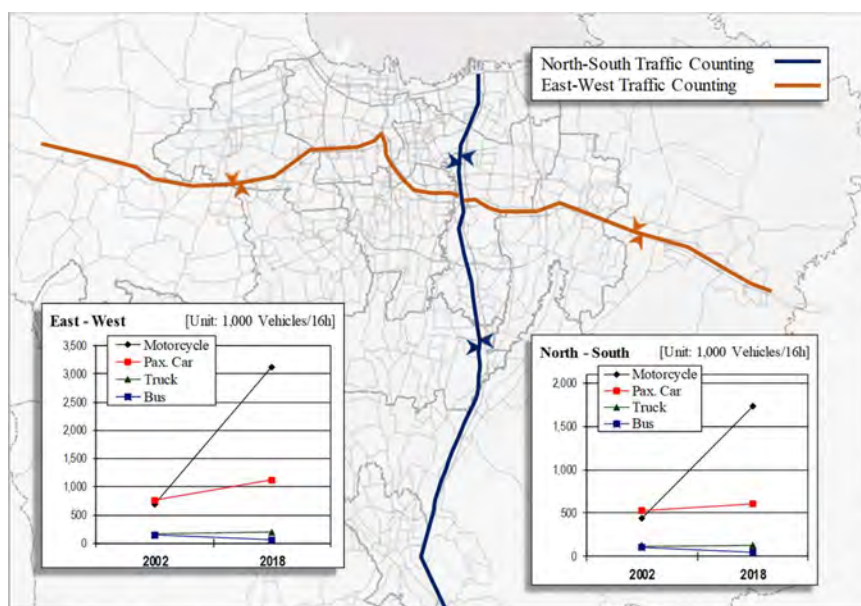 North-South Traffic Counting
East-West Traffic Counting
East - West [Unit: 1,000 Vehicles/16h]
Motorcycle
Pax. Car
Truck
Bus
3,500
3,000
2,500
2,000
1,500
1,000
500
0
2002 2018
North - South [Unit: 1,000 Vehicles/16h]
Motorcycle
Pax. Car
Truck
Bus
2,000
1,500
1,000
500
0
2002 2018